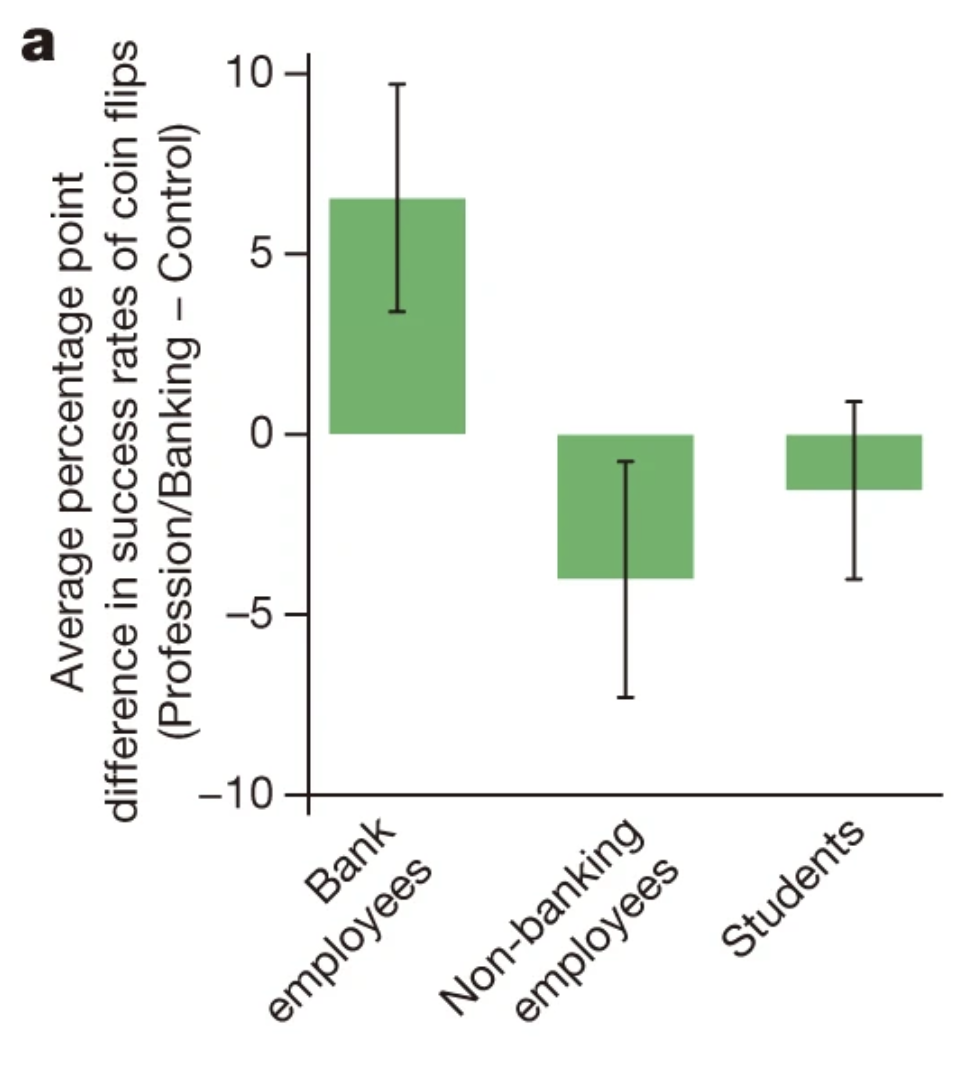 a
Average percentage point
difference in success rates of coin flips
(Profession/Banking – Control)
10
5
0
–5
–10
Bank
employees
Non-banking
employees
Students